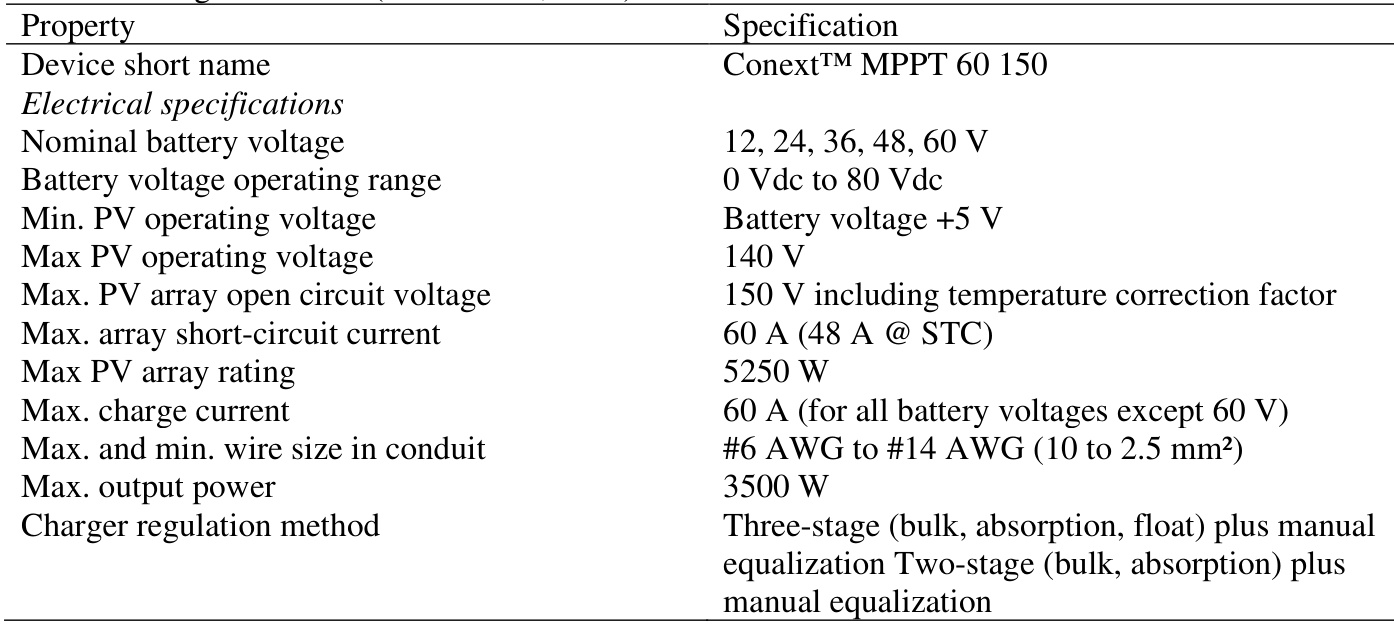 Property Specification
Device short name Conext™ MPPT 60 150
Electrical specifications
Nominal battery voltage 12, 24, 36, 48, 60 V
Battery voltage operating range 0 Vdc to 80 Vdc
Min. PV operating voltage Battery voltage +5 V
Max PV operating voltage 140 V
Max. PV array open circuit voltage 150 V including temperature correction factor
Max. array short-circuit current 60 A (48 A @ STC)
Max PV array rating 5250 W
Max. charge current 60 A (for all battery voltages except 60 V)
Max. and min. wire size in conduit #6 AWG to #14 AWG (10 to 2.5 mm²)
Max. output power 3500 W
Charger regulation method Three-stage (bulk, absorption, float) plus manual
equalization Two-stage (bulk, absorption) plus
manual equalization